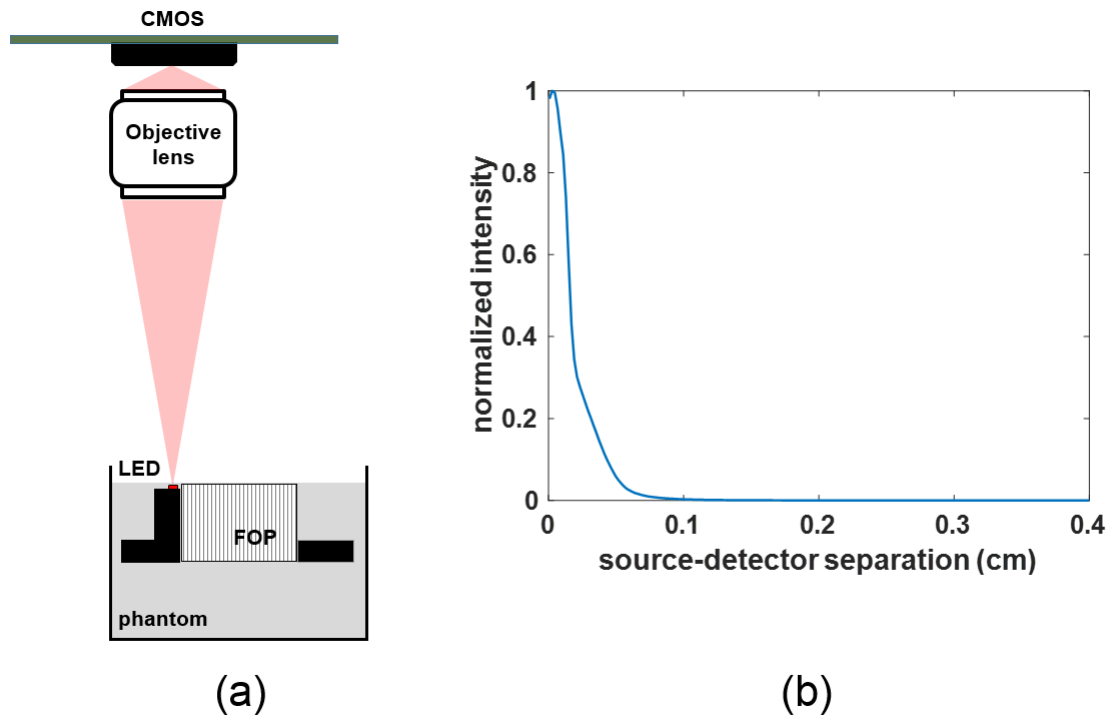 CMOS
Objective
lens
LED
FOP
phantom
(a)
normalized intensity
1
0.8
0.6
0.4
0.2
0
0
0.1
0.2
0.3
0.4
source-detector separation (cm)
(b)